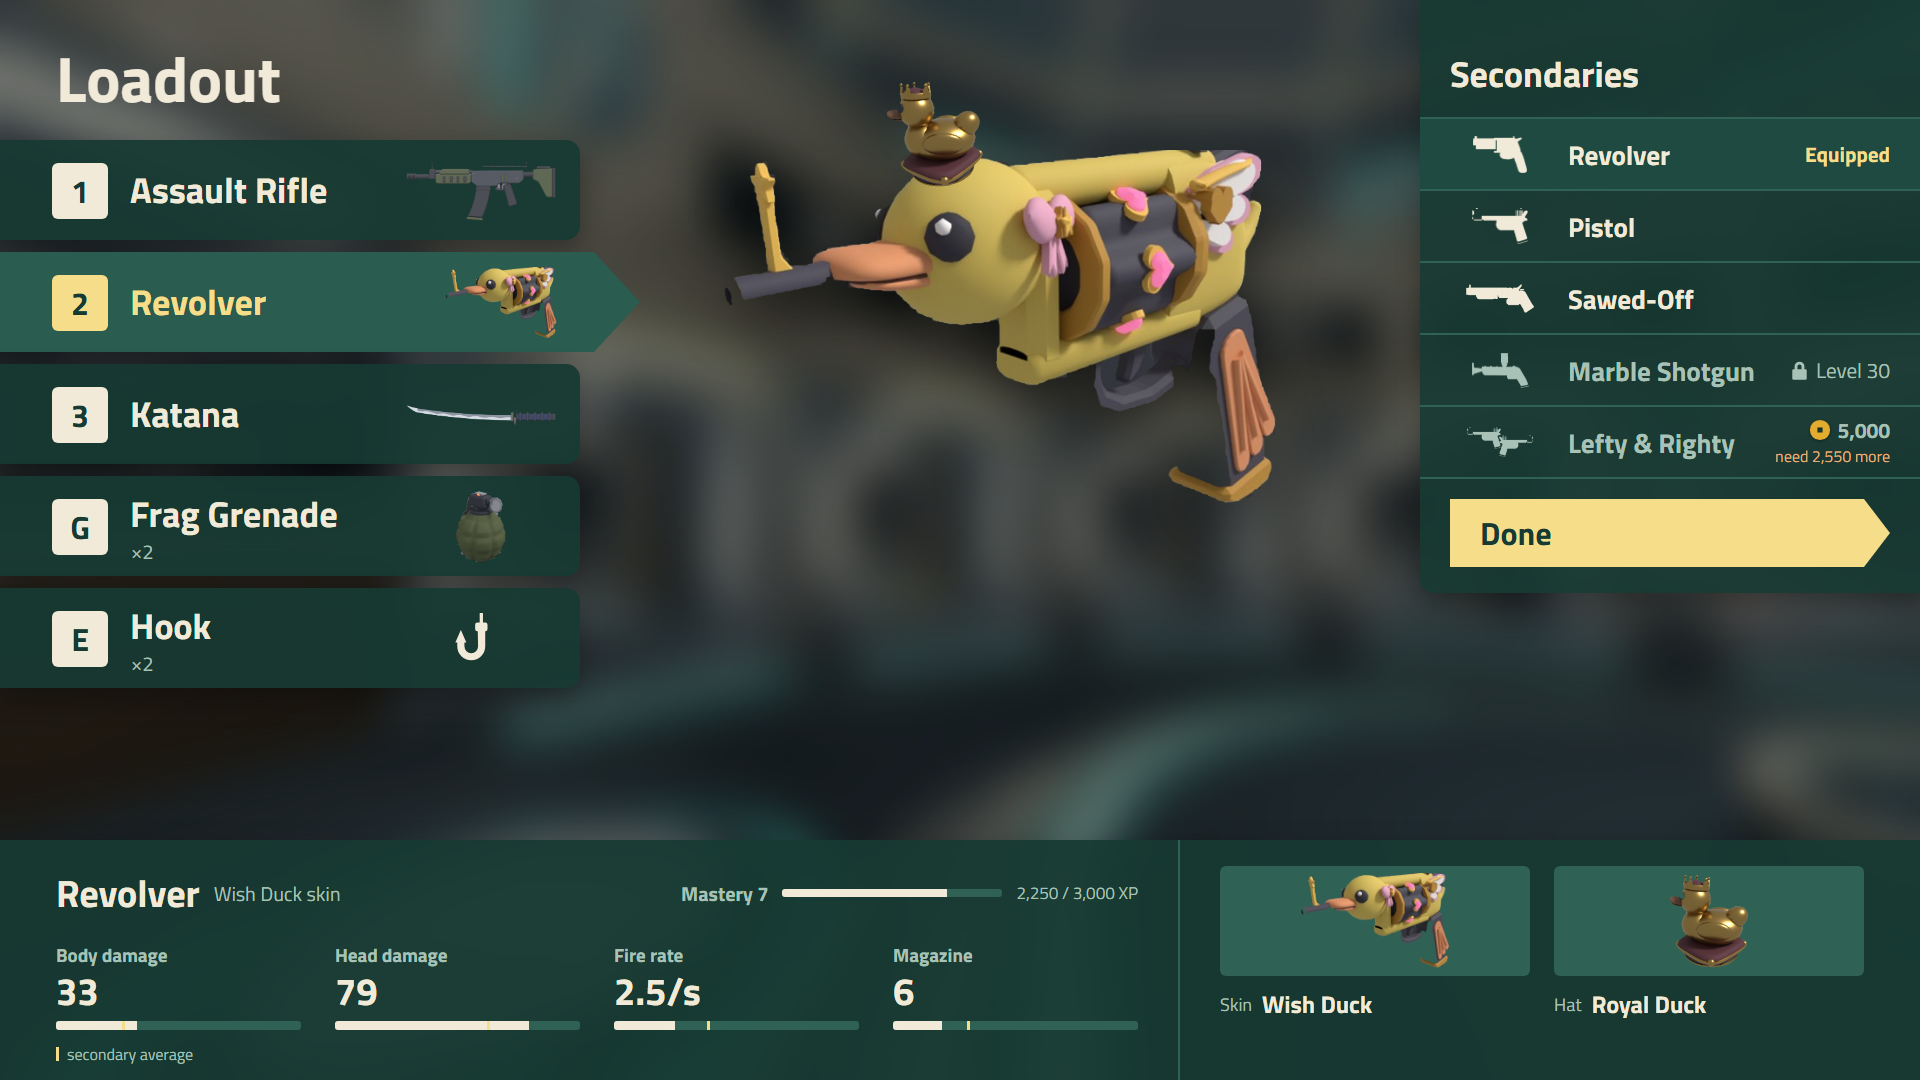 Loadout
1 Assault Rifle
2 Revolver
3 Katana
G Frag Grenade
×2
E Hook
×2
Secondaries
Revolver Equipped
Pistol
Sawed-Off
Marble Shotgun Level 30
Lefty & Righty 5,000
need 2,550 more
Done
Revolver Wish Duck skin Mastery 7 2,250 / 3,000 XP
Body damage Head damage Fire rate Magazine
33 79 2.5/s 6
secondary average
Skin Wish Duck Hat Royal Duck